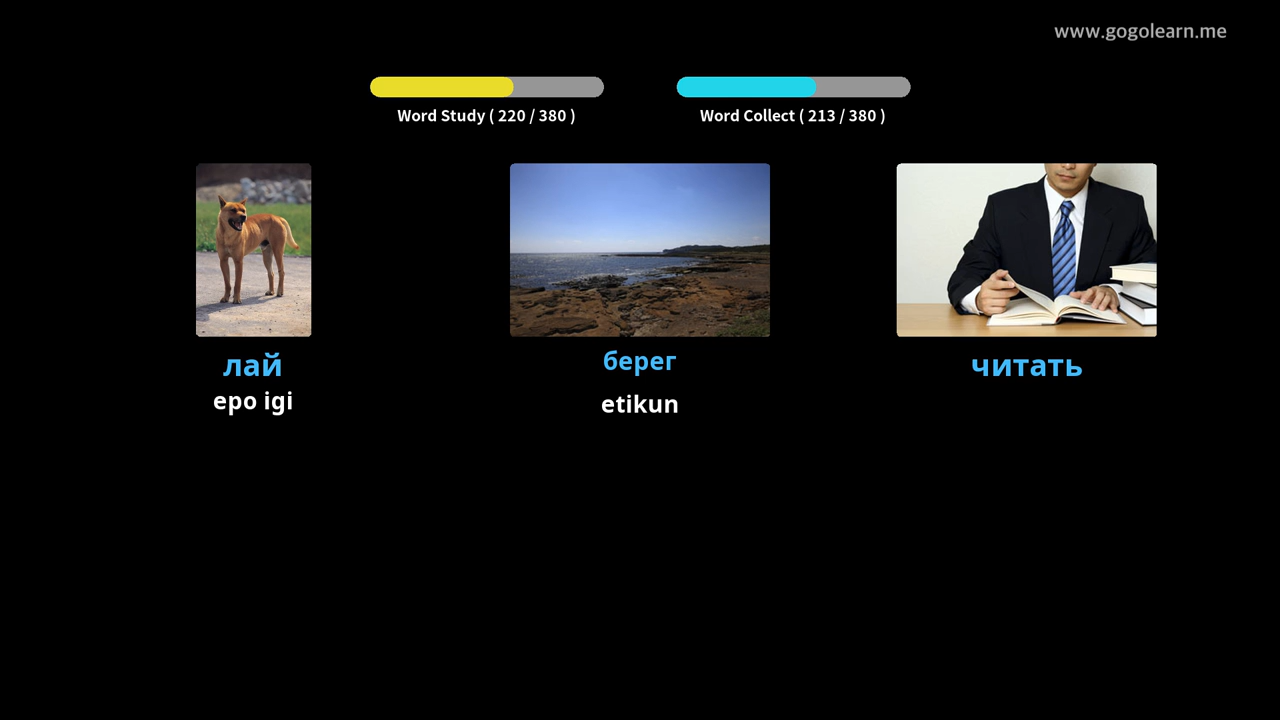 www.gogolearn.me
Word Study ( 220 / 380 )
Word Collect ( 213 / 380 )
лай
epo igi
берег
etikun
читать